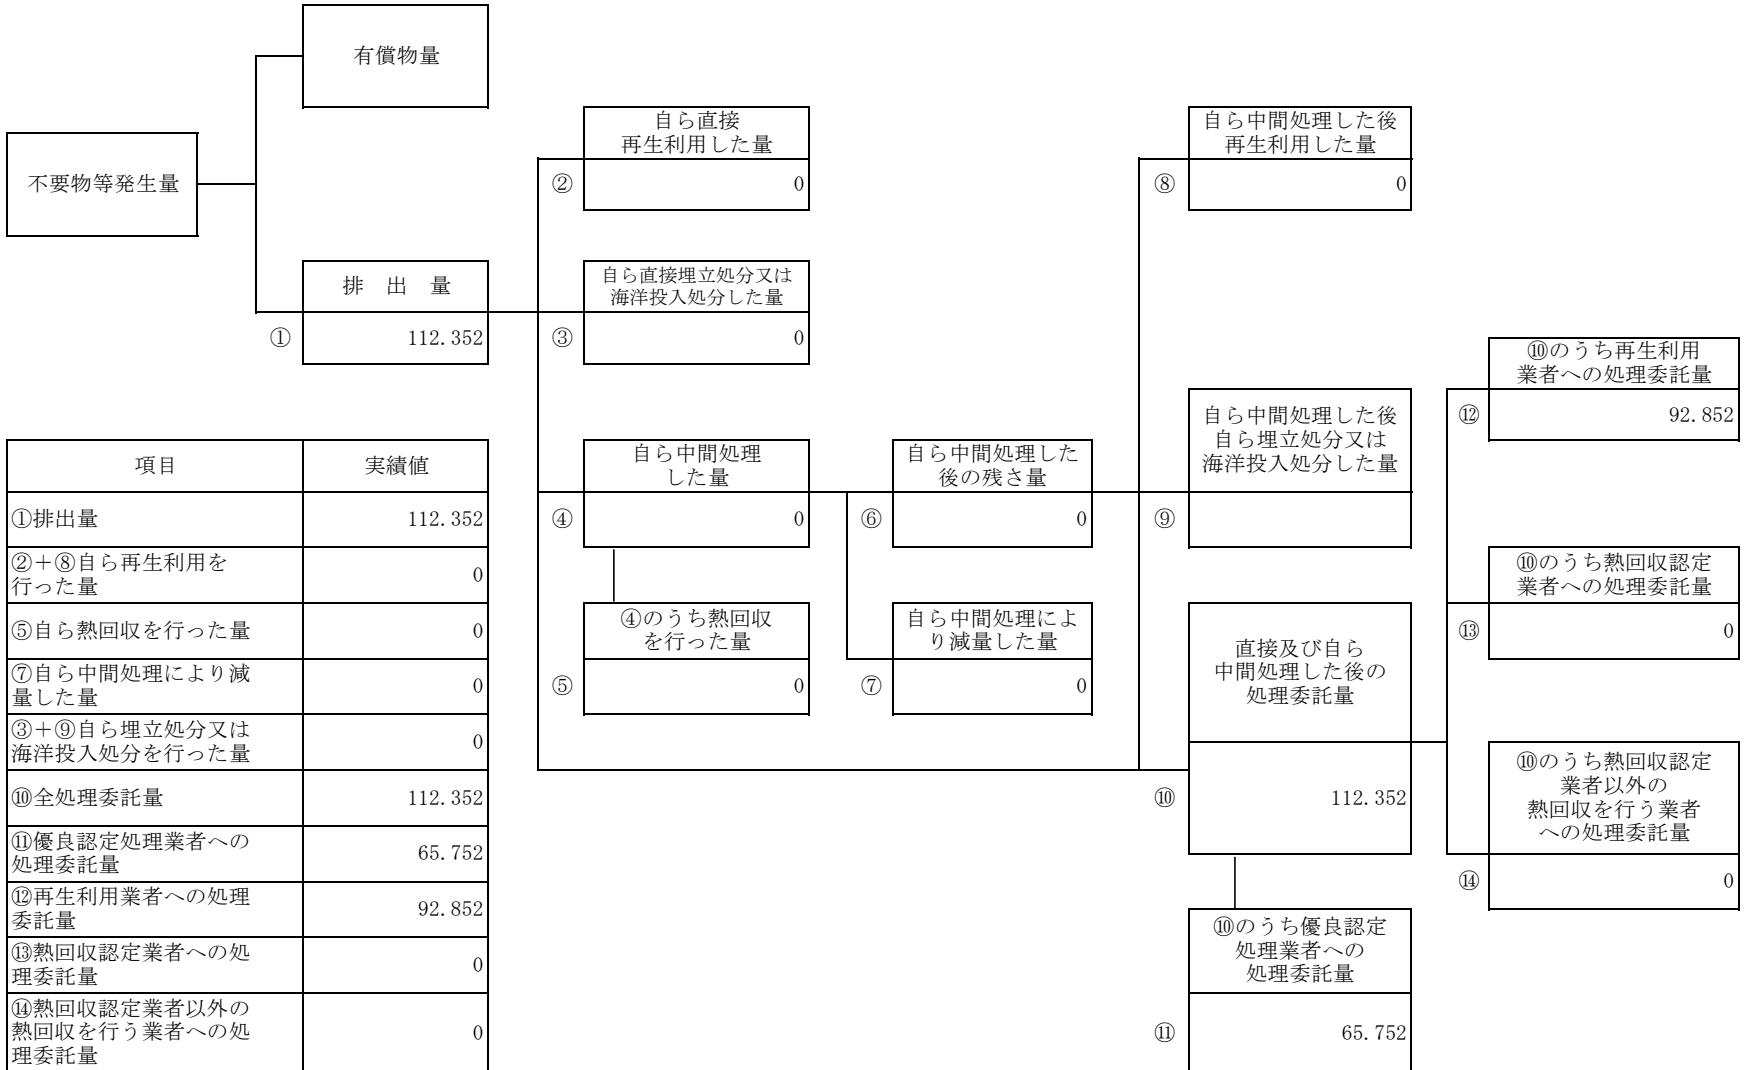 有償物量
不要物等発生量
排 出 量
① 112.352
自ら直接
再生利用した量
② 0
自ら直接埋立処分又は
海洋投入処分した量
③ 0
自ら中間処理
した量
④ 0
④のうち熱回収
を行った量
⑤ 0
自ら中間処理した
後の残さ量
⑥ 0
自ら中間処理によ
り減量した量
⑦ 0
自ら中間処理した後
再生利用した量
⑧ 0
自ら中間処理した後
自ら埋立処分又は
海洋投入処分した量
⑨
直接及び自ら
中間処理した後の
処理委託量
⑩ 112.352
⑩のうち優良認定
処理業者への
処理委託量
⑪ 65.752
⑩のうち再生利用
業者への処理委託量
⑫ 92.852
⑩のうち熱回収認定
業者への処理委託量
⑬ 0
⑩のうち熱回収認定
業者以外の
熱回収を行う業者
への処理委託量
⑭ 0
項目 実績値
①排出量 112.352
②＋⑧自ら再生利用を
行った量 0
⑤自ら熱回収を行った量 0
⑦自ら中間処理により減
量した量 0
③＋⑨自ら埋立処分又は
海洋投入処分を行った量 0
⑩全処理委託量 112.352
⑪優良認定処理業者への
処理委託量 65.752
⑫再生利用業者への処理
委託量 92.852
⑬熱回収認定業者への処
理委託量 0
⑭熱回収認定業者以外の
熱回収を行う業者への処
理委託量 0